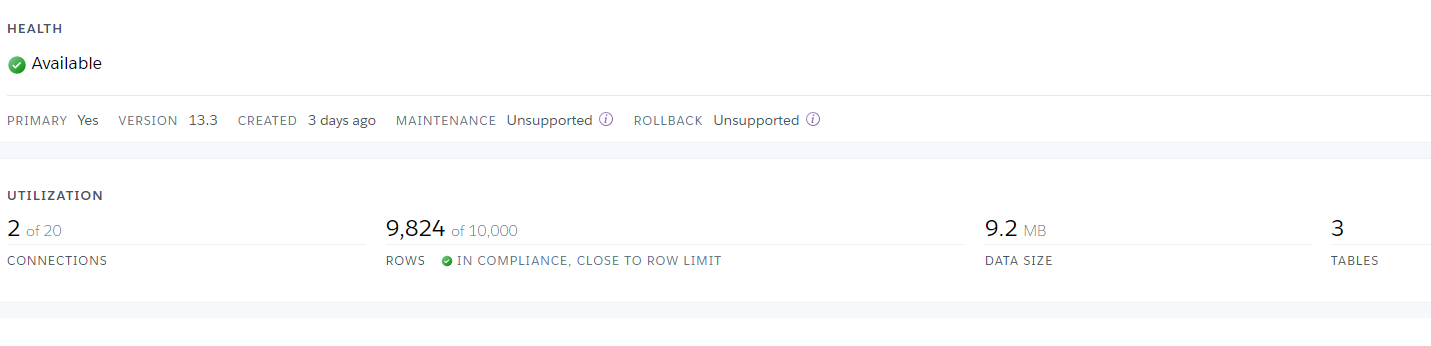 HEALTH
Available
PRIMARY Yes VERSION 13.3 CREATED 3 days ago MAINTENANCE Unsupported i ROLLBACK Unsupported i
UTILIZATION
2 of 20 9,824 of 10,000 9.2 MB 3
CONNECTIONS ROWS IN COMPLIANCE, CLOSE TO ROW LIMIT DATA SIZE TABLES